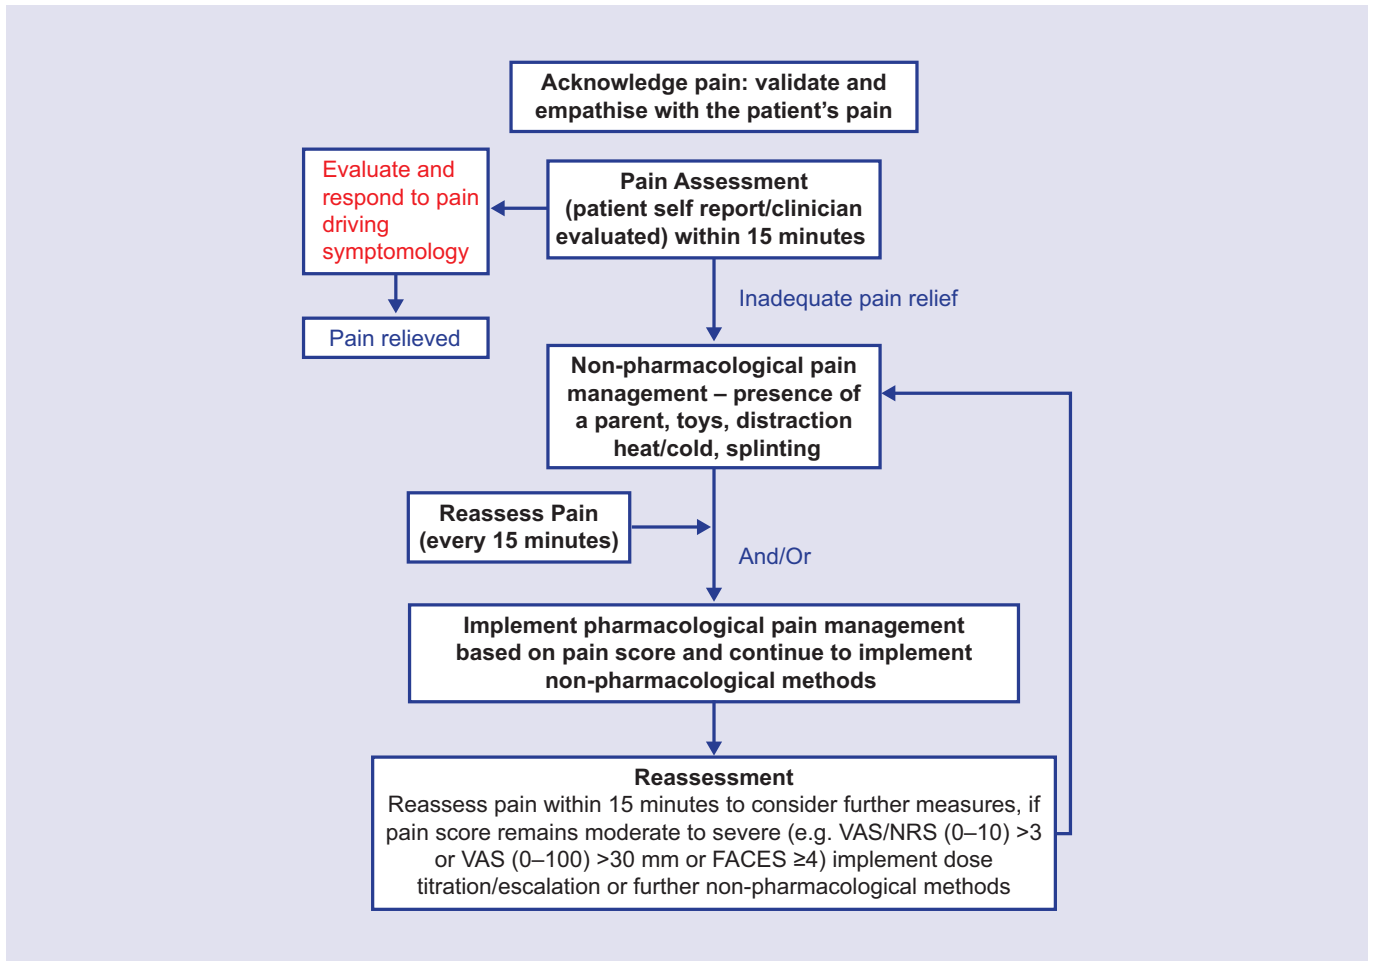 Acknowledge pain: validate and
empathise with the patient's pain
Evaluate and
respond to pain
driving
symptomology
Pain Assessment
(patient self report/clinician
evaluated) within 15 minutes
Inadequate pain relief
Pain relieved
Non-pharmacological pain
management – presence of
a parent, toys, distraction
heat/cold, splinting
Reassess Pain
(every 15 minutes)
And/Or
Implement pharmacological pain management
based on pain score and continue to implement
non-pharmacological methods
Reassessment
Reassess pain within 15 minutes to consider further measures, if
pain score remains moderate to severe (e.g. VAS/NRS (0–10) >3
or VAS (0–100) >30 mm or FACES ≥4) implement dose
titration/escalation or further non-pharmacological methods